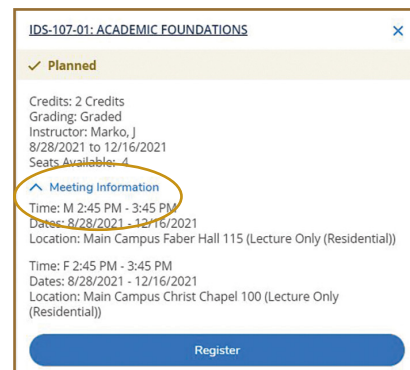 IDS-107-01: ACADEMIC FOUNDATIONS
Planned
Credits: 2 Credits
Grading: Graded
Instructor: Marko, J
8/28/2021 to 12/16/2021
Seats Available: 4
Meeting Information
Time: M 2:45 PM - 3:45 PM
Dates: 8/28/2021 - 12/16/2021
Location: Main Campus Faber Hall 115 (Lecture Only (Residential))
Time: F 2:45 PM - 3:45 PM
Dates: 8/28/2021 - 12/16/2021
Location: Main Campus Christ Chapel 100 (Lecture Only
(Residential))
Register